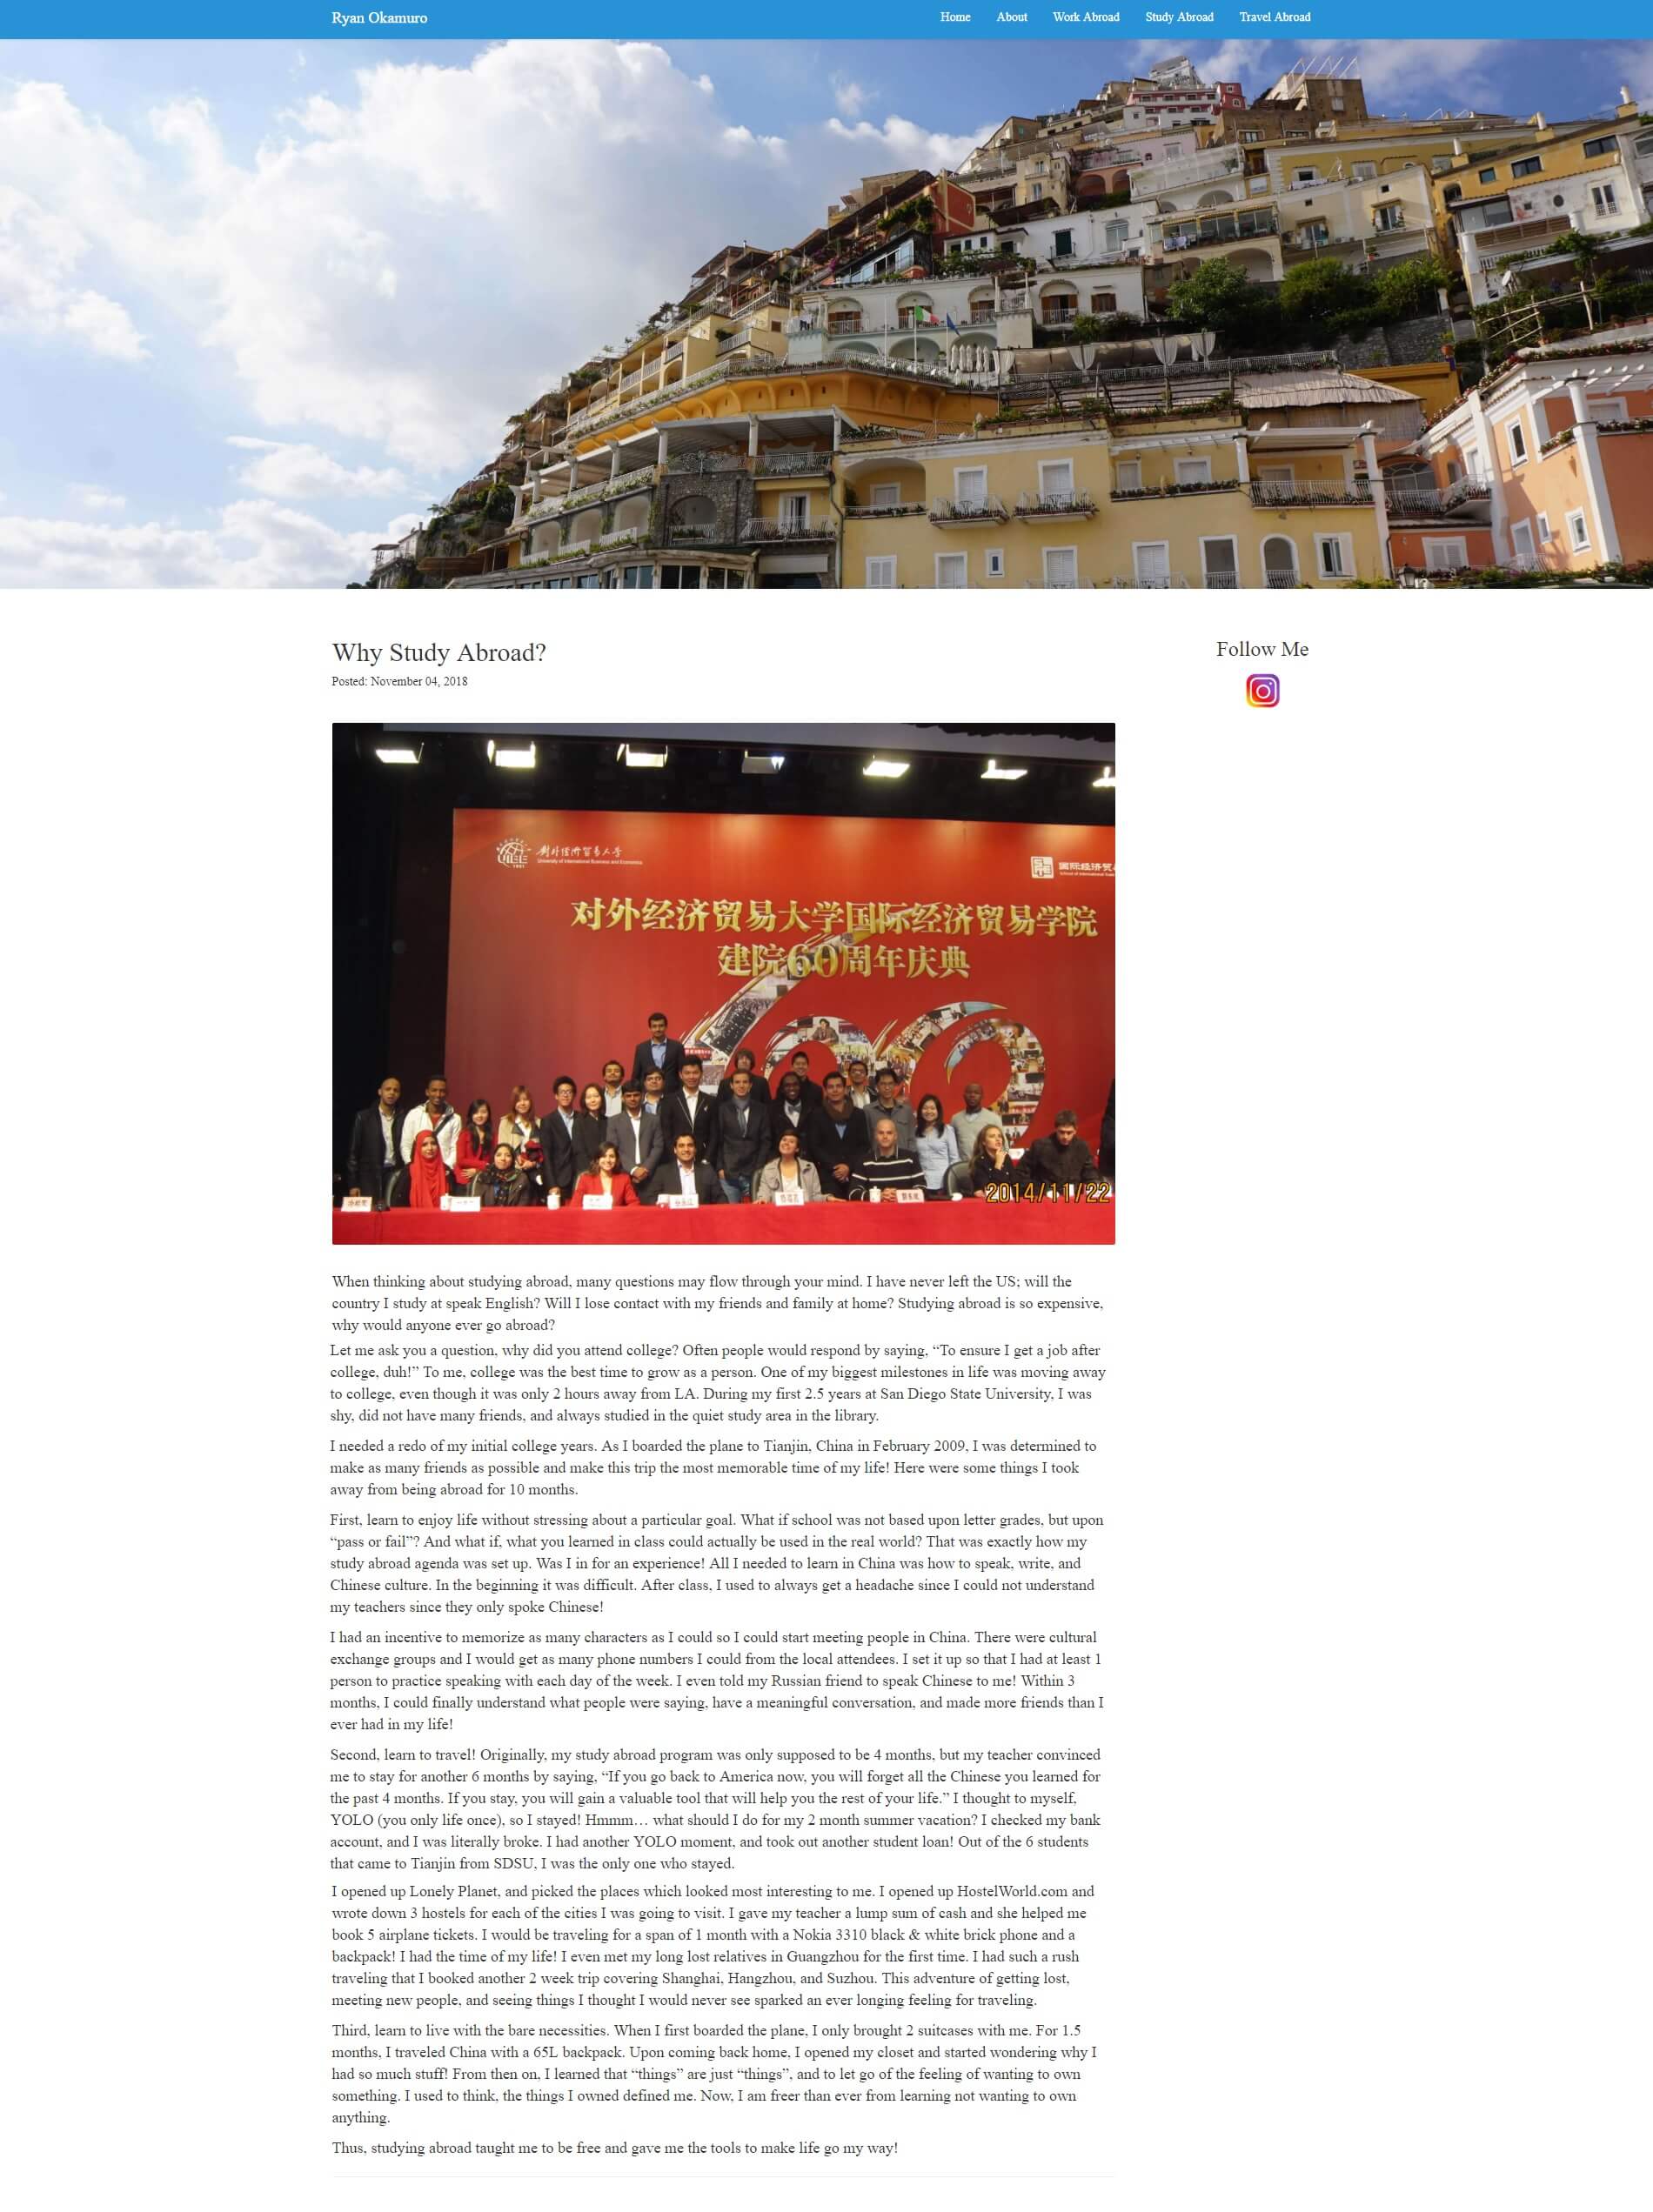 Ryan Okamuro
Home
About
Work Abroad
Study Abroad
Travel Abroad
Why Study Abroad?
Posted: November 04, 2018
Follow Me
对外经济贸易大学
University of International Business and Economics
对外经济贸易大学国际经济贸易学院
建院60周年庆典
60
2014/11/22
When thinking about studying abroad, many questions may flow through your mind. I have never left the US; will the
country I study at speak English? Will I lose contact with my friends and family at home? Studying abroad is so expensive,
why would anyone ever go abroad?
Let me ask you a question, why did you attend college? Often people would respond by saying, “To ensure I get a job after
college, duh!” To me, college was the best time to grow as a person. One of my biggest milestones in life was moving away
to college, even though it was only 2 hours away from LA. During my first 2.5 years at San Diego State University, I was
shy, did not have many friends, and always studied in the quiet study area in the library.
I needed a redo of my initial college years. As I boarded the plane to Tianjin, China in February 2009, I was determined to
make as many friends as possible and make this trip the most memorable time of my life! Here were some things I took
away from being abroad for 10 months.
First, learn to enjoy life without stressing about a particular goal. What if school was not based upon letter grades, but upon
“pass or fail”? And what if, what you learned in class could actually be used in the real world? That was exactly how my
study abroad agenda was set up. Was I in for an experience! All I needed to learn in China was how to speak, write, and
Chinese culture. In the beginning it was difficult. After class, I used to always get a headache since I could not understand
my teachers since they only spoke Chinese!
I had an incentive to memorize as many characters as I could so I could start meeting people in China. There were cultural
exchange groups and I would get as many phone numbers I could from the local attendees. I set it up so that I had at least 1
person to practice speaking with each day of the week. I even told my Russian friend to speak Chinese to me! Within 3
months, I could finally understand what people were saying, have a meaningful conversation, and made more friends than I
ever had in my life!
Second, learn to travel! Originally, my study abroad program was only supposed to be 4 months, but my teacher convinced
me to stay for another 6 months by saying, “If you go back to America now, you will forget all the Chinese you learned for
the past 4 months. If you stay, you will gain a valuable tool that will help you the rest of your life.” I thought to myself,
YOLO (you only life once), so I stayed! Hmmm… what should I do for my 2 month summer vacation? I checked my bank
account, and I was literally broke. I had another YOLO moment, and took out another student loan! Out of the 6 students
that came to Tianjin from SDSU, I was the only one who stayed.
I opened up Lonely Planet, and picked the places which looked most interesting to me. I opened up HostelWorld.com and
wrote down 3 hostels for each of the cities I was going to visit. I gave my teacher a lump sum of cash and she helped me
book 5 airplane tickets. I would be traveling for a span of 1 month with a Nokia 3310 black & white brick phone and a
backpack! I had the time of my life! I even met my long lost relatives in Guangzhou for the first time. I had such a rush
traveling that I booked another 2 week trip covering Shanghai, Hangzhou, and Suzhou. This adventure of getting lost,
meeting new people, and seeing things I thought I would never see sparked an ever longing feeling for traveling.
Third, learn to live with the bare necessities. When I first boarded the plane, I only brought 2 suitcases with me. For 1.5
months, I traveled China with a 65L backpack. Upon coming back home, I opened my closet and started wondering why I
had so much stuff! From then on, I learned that “things” are just “things”, and to let go of the feeling of wanting to own
something. I used to think, the things I owned defined me. Now, I am freer than ever from learning not wanting to own
anything.
Thus, studying abroad taught me to be free and gave me the tools to make life go my way!